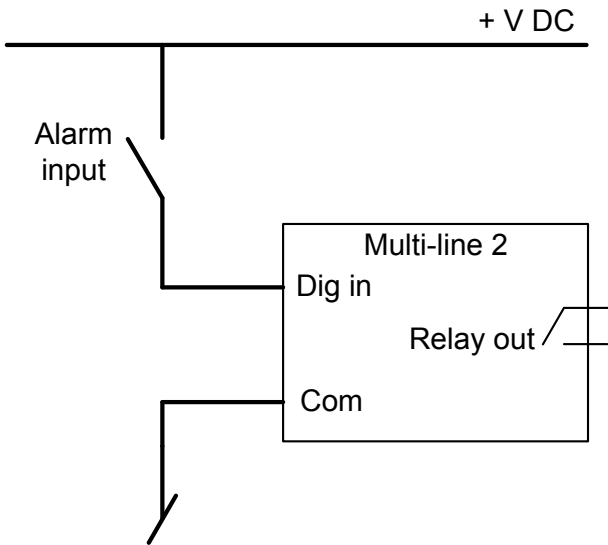 + V DC
Alarm
input
Multi-line 2
Dig in
Relay out
Com